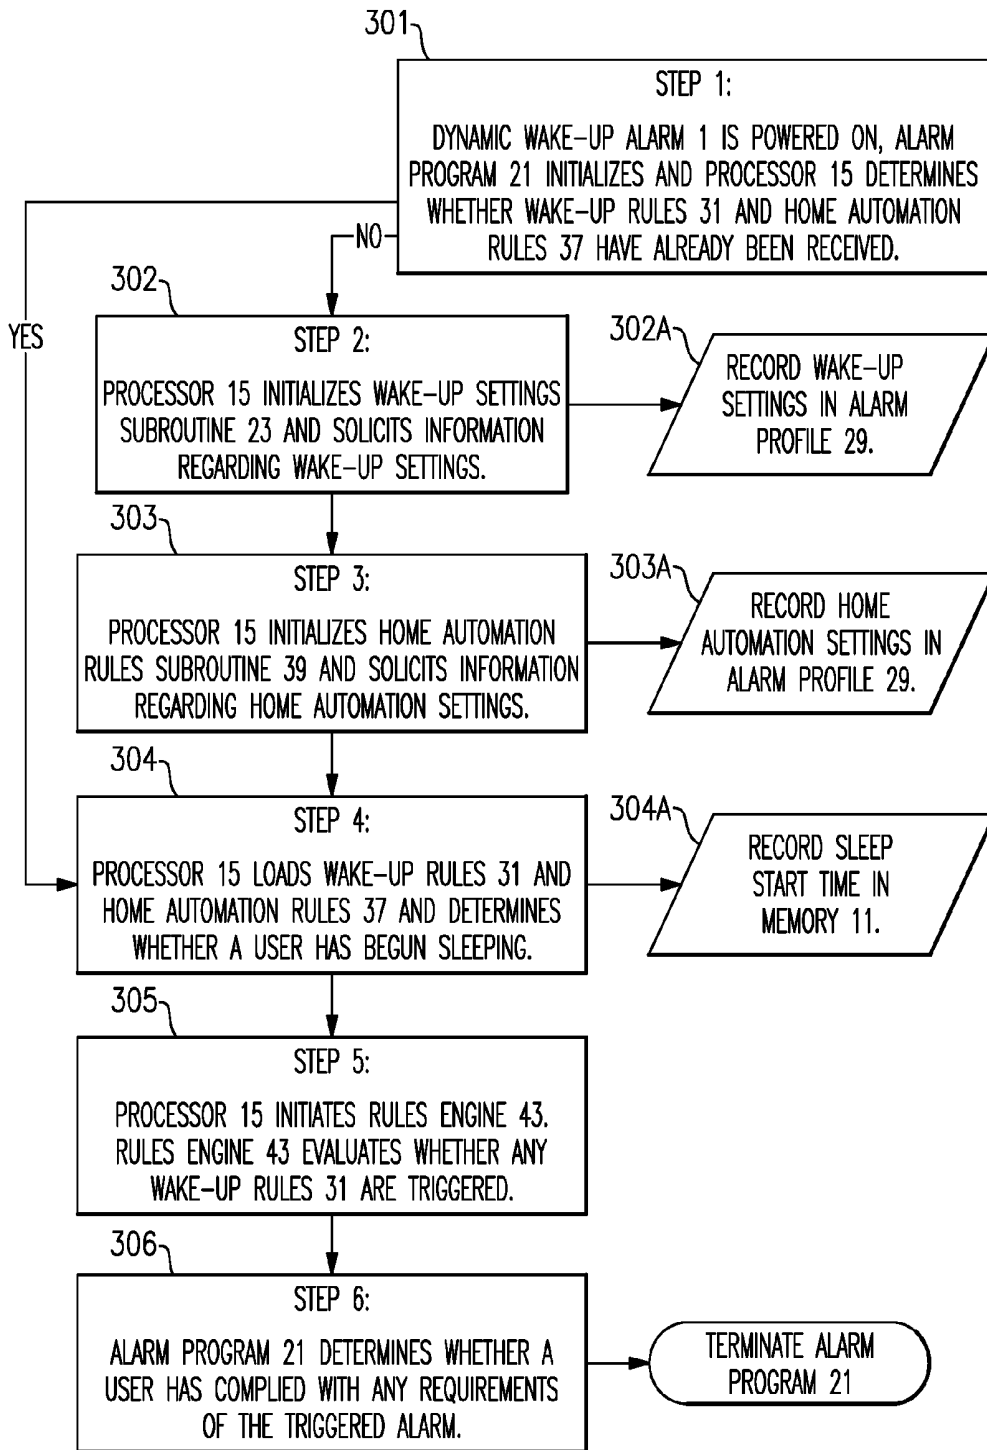 301
STEP 1:
DYNAMIC WAKE-UP ALARM 1 IS POWERED ON, ALARM
PROGRAM 21 INITIALIZES AND PROCESSOR 15 DETERMINES
WHETHER WAKE-UP RULES 31 AND HOME AUTOMATION
RULES 37 HAVE ALREADY BEEN RECEIVED.
NO
YES
302
STEP 2:
PROCESSOR 15 INITIALIZES WAKE-UP SETTINGS
SUBROUTINE 23 AND SOLICITS INFORMATION
REGARDING WAKE-UP SETTINGS.
302A
RECORD WAKE-UP
SETTINGS IN ALARM
PROFILE 29.
303
STEP 3:
PROCESSOR 15 INITIALIZES HOME AUTOMATION
RULES SUBROUTINE 39 AND SOLICITS INFORMATION
REGARDING HOME AUTOMATION SETTINGS.
303A
RECORD HOME
AUTOMATION SETTINGS IN
ALARM PROFILE 29.
304
STEP 4:
PROCESSOR 15 LOADS WAKE-UP RULES 31 AND
HOME AUTOMATION RULES 37 AND DETERMINES
WHETHER A USER HAS BEGUN SLEEPING.
304A
RECORD SLEEP
START TIME IN
MEMORY 11.
305
STEP 5:
PROCESSOR 15 INITIATES RULES ENGINE 43.
RULES ENGINE 43 EVALUATES WHETHER ANY
WAKE-UP RULES 31 ARE TRIGGERED.
306
STEP 6:
ALARM PROGRAM 21 DETERMINES WHETHER A
USER HAS COMPLIED WITH ANY REQUIREMENTS
OF THE TRIGGERED ALARM.
TERMINATE ALARM
PROGRAM 21